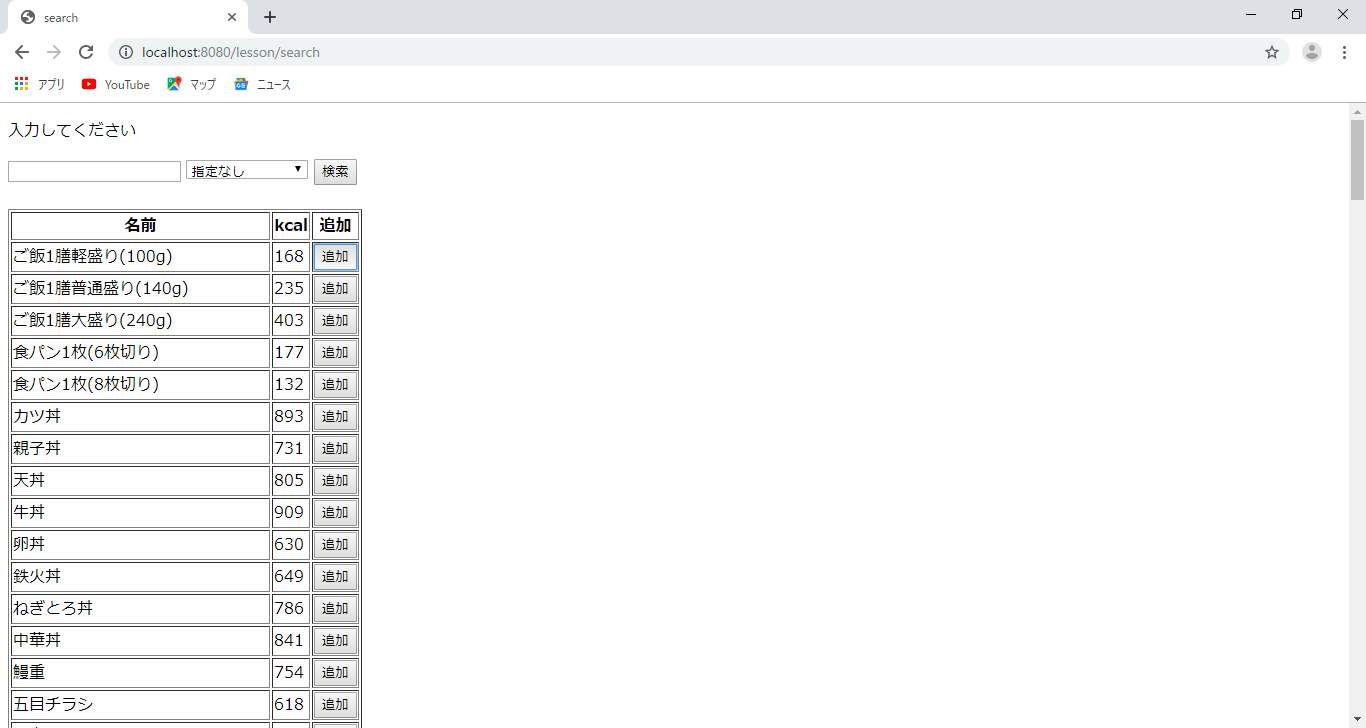 search
localhost:8080/lesson/search
アプリ YouTube マップ ニュース
入力してください
指定なし 検索
名前 kcal 追加
ご飯1膳軽盛り(100g) 168 追加
ご飯1膳普通盛り(140g) 235 追加
ご飯1膳大盛り(240g) 403 追加
食パン1枚(6枚切り) 177 追加
食パン1枚(8枚切り) 132 追加
カツ丼 893 追加
親子丼 731 追加
天丼 805 追加
牛丼 909 追加
卵丼 630 追加
鉄火丼 649 追加
ねぎとろ丼 786 追加
中華丼 841 追加
鰻重 754 追加
五目チラシ 618 追加